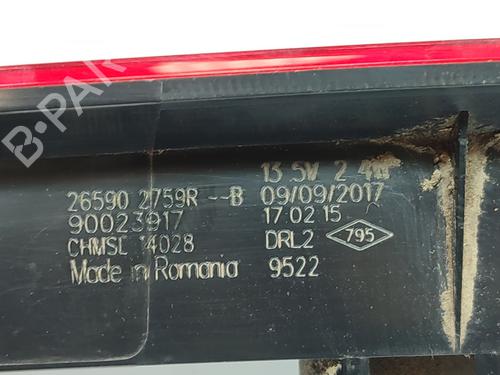 B-PARTS
13.5V 2.4W
26590 2759R--B 09/09/2017
90023917 17:02:15
CHMSL 14028 DRL2 795
Made in Romania 9522